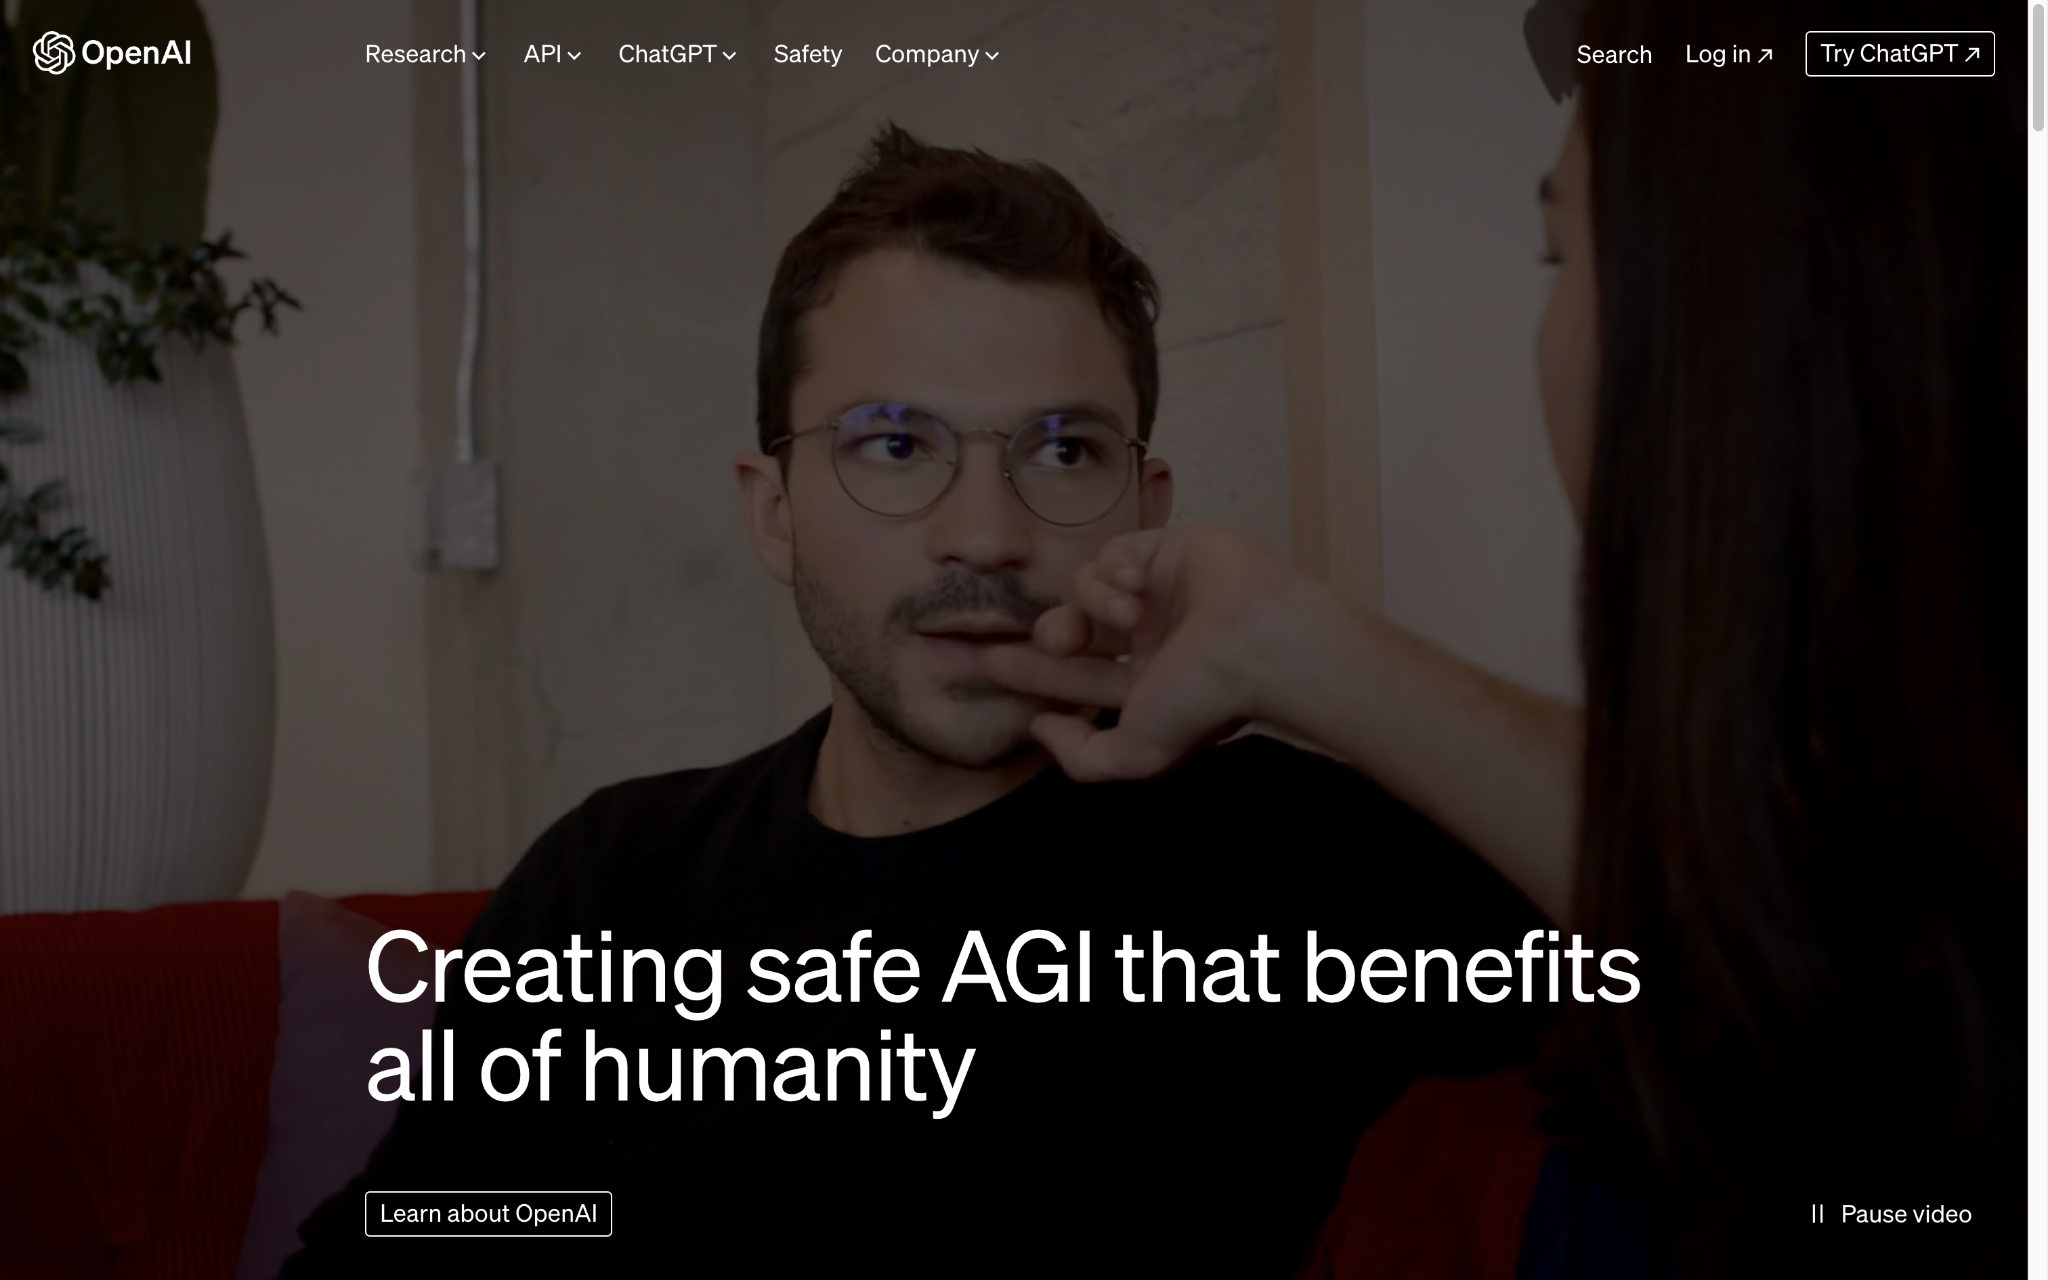 OpenAI
Research
API
ChatGPT
Safety
Company
Search
Log in ↗
Try ChatGPT ↗
Creating safe AGI that benefits
all of humanity
Learn about OpenAI
Pause video